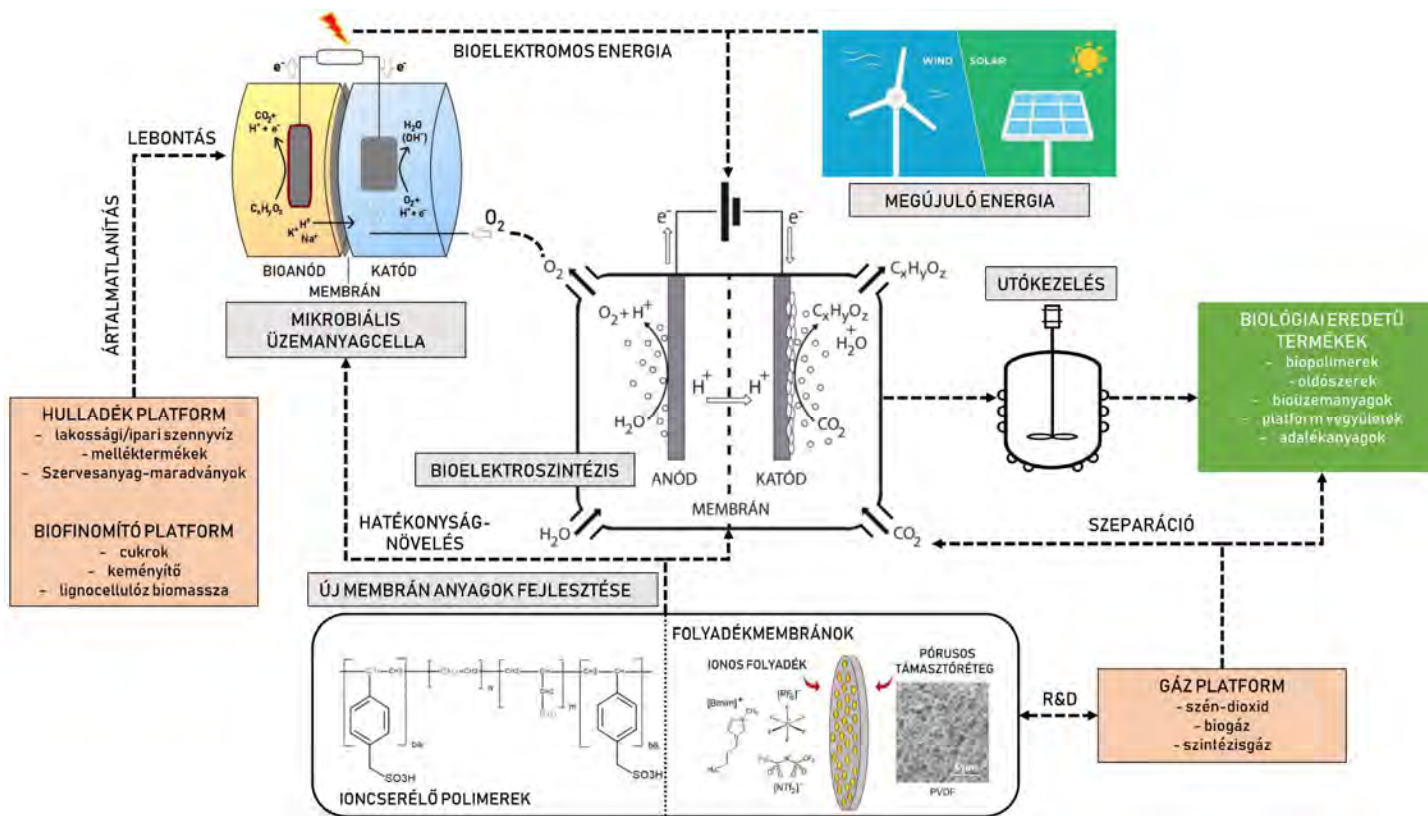 BIOELEKTROMOS ENERGIA
WIND
SOLAR
MEGÚJULÓ ENERGIA
LEBONTÁS
ÁRTALMATLANÍTÁS
e⁻
e⁻
CO₂+
H⁺+ e⁻
CₓHᵧO₂
H₂O
(OH⁻)
O₂+
H⁺+ e⁻
K⁺
H⁺
Na⁺
BIOANÓD
KATÓD
MEMBRÁN
MIKROBIÁLIS
ÜZEMANYAGCELLA
O₂
O₂
e⁻
e⁻
CₓHᵧO_z
O₂ + H⁺
H₂O
H⁺
H⁺
CₓHᵧO_z
+
H₂O
CO₂
ANÓD
KATÓD
MEMBRÁN
H₂O
CO₂
BIOELEKTROSZINTÉZIS
UTÓKEZELÉS
BIOLÓGIAI EREDETŰ
TERMÉKEK
- biopolimerek
- oldószerek
- bioüzemanyagok
- platform vegyületek
- adalékanyagok
HULLADÉK PLATFORM
- lakossági/ipari szennyvíz
- melléktermékek
- Szervesanyag-maradványok
BIOFINOMÍTÓ PLATFORM
- cukrok
- keményítő
- lignocellulóz biomassza
HATÉKONYSÁG-
NÖVELÉS
SZEPARÁCIÓ
ÚJ MEMBRÁN ANYAGOK FEJLESZTÉSE
FOLYADÉKMEMBRÁNOK
IONOS FOLYADÉK
PÓRUSOS
TÁMASZTÓRÉTEG
[Bmim]⁺
[PF₆]⁻
[NTf₂]⁻
PVDF
SO3H
SO3H
IONCSERÉLŐ POLIMEREK
R&D
GÁZ PLATFORM
- szén-dioxid
- biogáz
- szintézisgáz